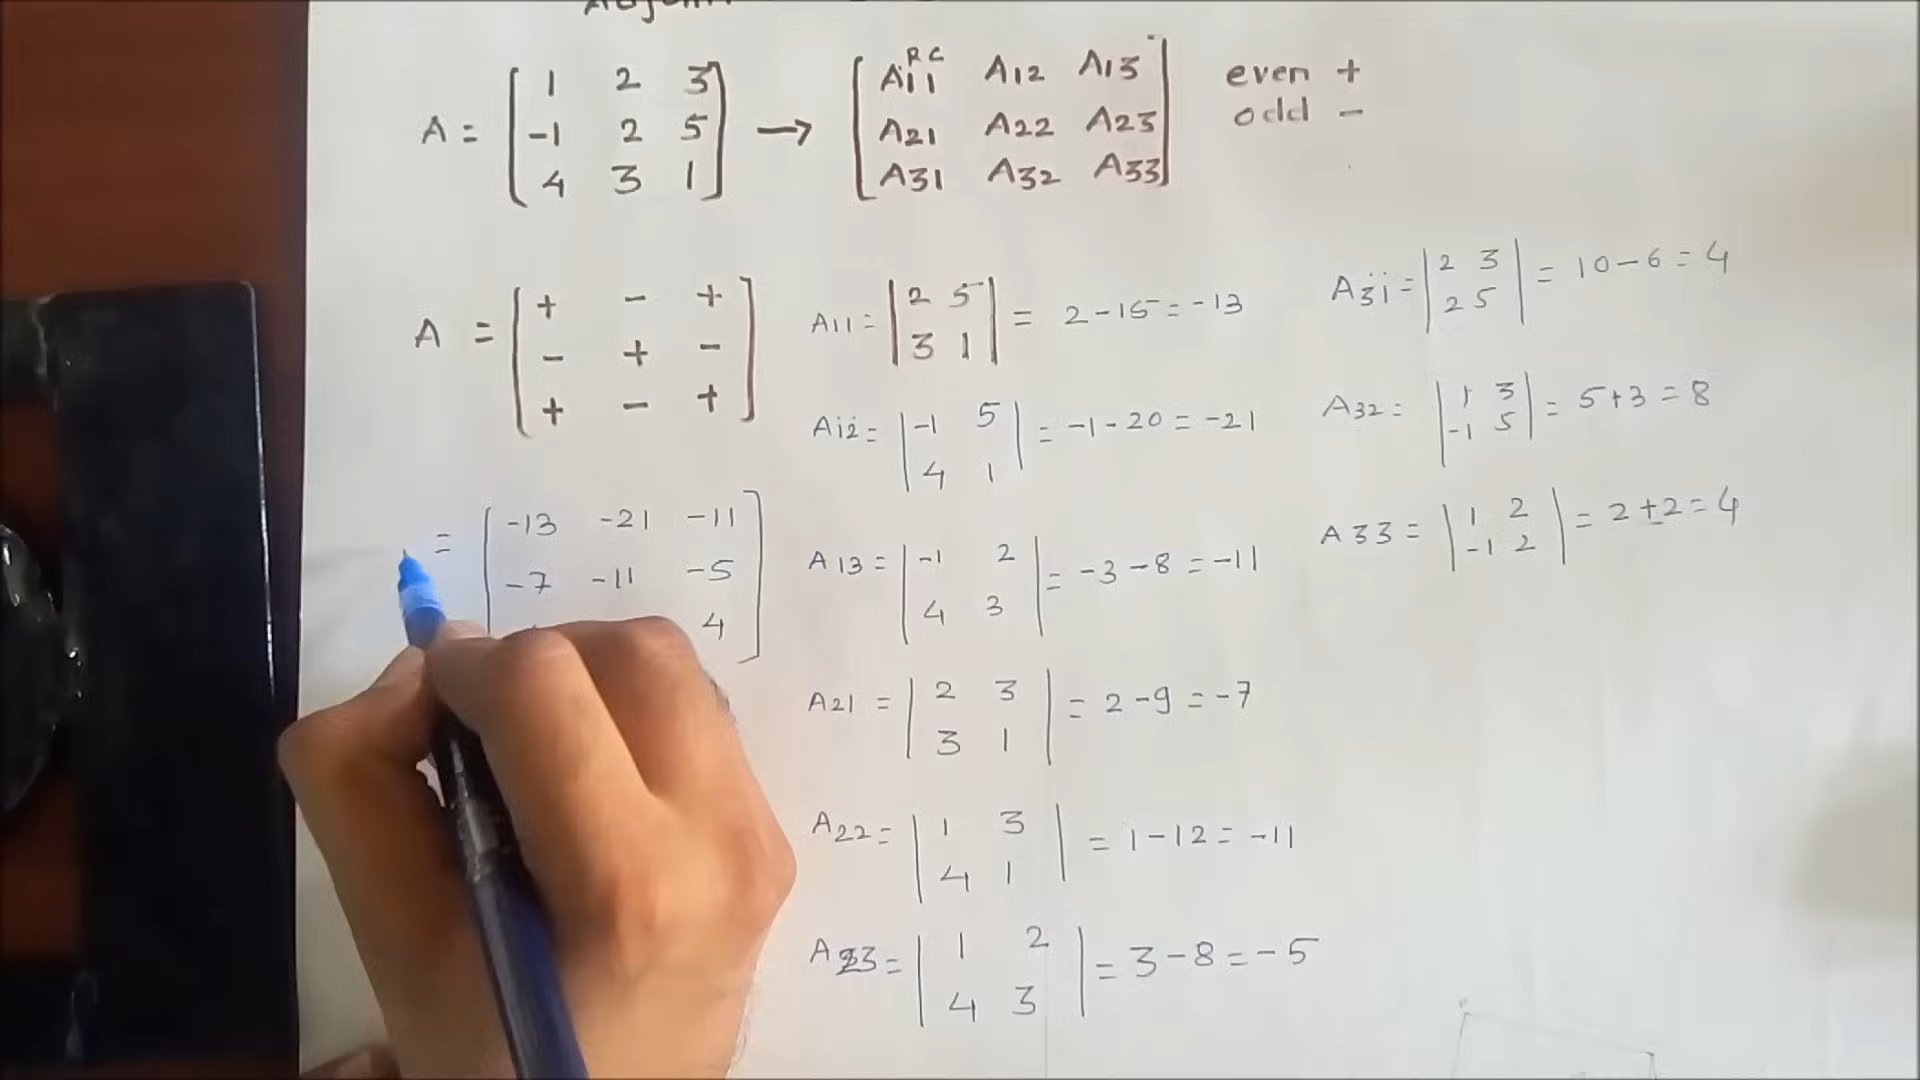 A = [ 1 2 3 ] → [ A11 RC A12 A13 ] even +
[ -1 2 5 ] [ A21 A22 A23 ] odd -
[ 4 3 1 ] [ A31 A32 A33 ]
A = [ + - + ]
[ - + - ]
[ + - + ]
= [ -13 -21 -11 ]
[ -7 -11 -5 ]
[ 4 ]
A11 = | 2 5 | = 2 - 15 = -13
| 3 1 |
A12 = | -1 5 | = -1 - 20 = -21
| 4 1 |
A13 = | -1 2 | = -3 - 8 = -11
| 4 3 |
A21 = | 2 3 | = 2 - 9 = -7
| 3 1 |
A22 = | 1 3 | = 1 - 12 = -11
| 4 1 |
A23 = | 1 2 | = 3 - 8 = -5
| 4 3 |
A31 = | 2 3 | = 10 - 6 = 4
| 2 5 |
A32 = | 1 3 | = 5 + 3 = 8
| -1 5 |
A33 = | 1 2 | = 2 + 2 = 4
| -1 2 |